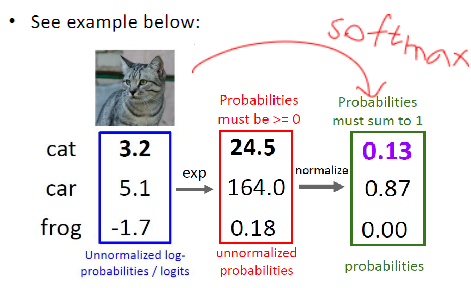 • See example below:
softmax
Probabilities
must be >= 0
Probabilities
must sum to 1
cat 3.2 24.5 0.13
exp normalize
car 5.1 164.0 0.87
frog -1.7 0.18 0.00
Unnormalized log-
probabilities / logits
unnormalized
probabilities
probabilities